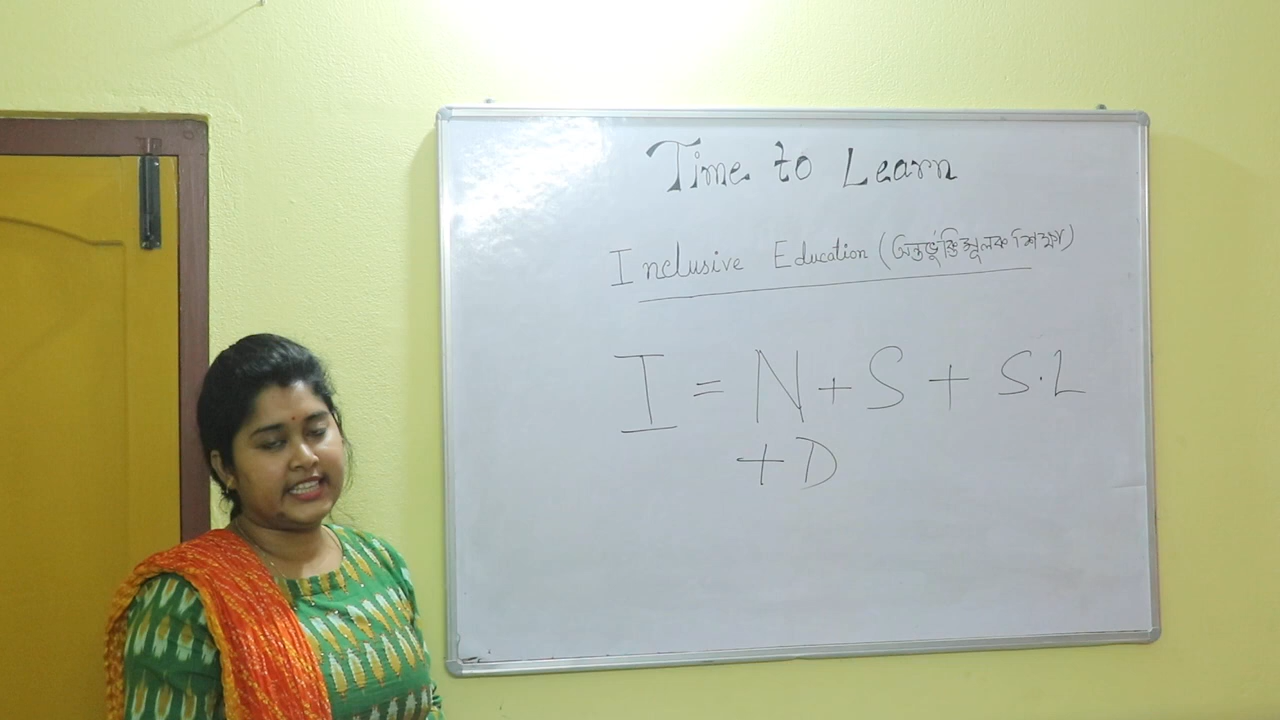 Time to Learn
Inclusive Education (অন্তর্ভুক্তিমূলক শিক্ষা)
I = N + S + S.L
+ D